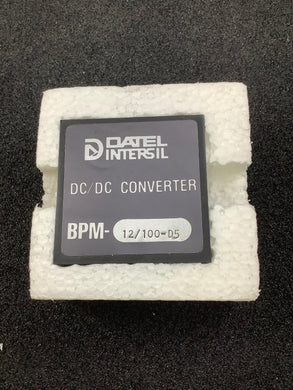 DATEL
INTERSIL
DC/DC CONVERTER
BPM- 12/100-D5